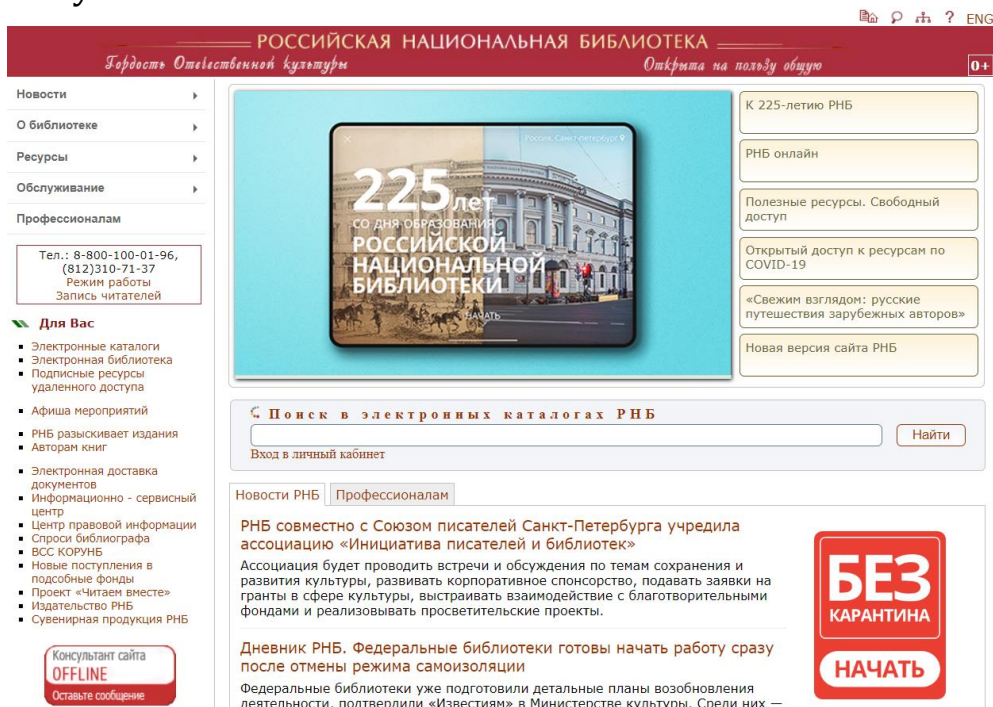 ? ENG
РОССИЙСКАЯ НАЦИОНАЛЬНАЯ БИБЛИОТЕКА
Гордость Отечественной культуры
Открыта на пользу общую
0+
Новости
О библиотеке
Ресурсы
Обслуживание
Профессионалам
Тел.: 8-800-100-01-96,
(812)310-71-37
Режим работы
Запись читателей
Для Вас
Электронные каталоги
Электронная библиотека
Подписные ресурсы
удаленного доступа
Афиша мероприятий
РНБ разыскивает издания
Авторам книг
Электронная доставка
документов
Информационно - сервисный
центр
Центр правовой информации
Спроси библиографа
ВСС КОРУНБ
Новые поступления в
подсобные фонды
Проект «Читаем вместе»
Издательство РНБ
Сувенирная продукция РНБ
Консультант сайта
OFFLINE
Оставьте сообщение
Россия, Санкт-Петербург
225 лет
СО ДНЯ ОБРАЗОВАНИЯ
РОССИЙСКОЙ
НАЦИОНАЛЬНОЙ
БИБЛИОТЕКИ
НАЧАТЬ
К 225-летию РНБ
РНБ онлайн
Полезные ресурсы. Свободный
доступ
Открытый доступ к ресурсам по
COVID-19
«Свежим взглядом: русские
путешествия зарубежных авторов»
Новая версия сайта РНБ
Поиск в электронных каталогах РНБ
Найти
Вход в личный кабинет
Новости РНБ
Профессионалам
РНБ совместно с Союзом писателей Санкт-Петербурга учредила
ассоциацию «Инициатива писателей и библиотек»
Ассоциация будет проводить встречи и обсуждения по темам сохранения и
развития культуры, развивать корпоративное спонсорство, подавать заявки на
гранты в сфере культуры, выстраивать взаимодействие с благотворительными
фондами и реализовывать просветительские проекты.
Дневник РНБ. Федеральные библиотеки готовы начать работу сразу
после отмены режима самоизоляции
Федеральные библиотеки уже подготовили детальные планы возобновления
деятельности, подтвердили «Известиям» в Министерстве культуры. Среди них —
БЕЗ
КАРАНТИНА
НАЧАТЬ